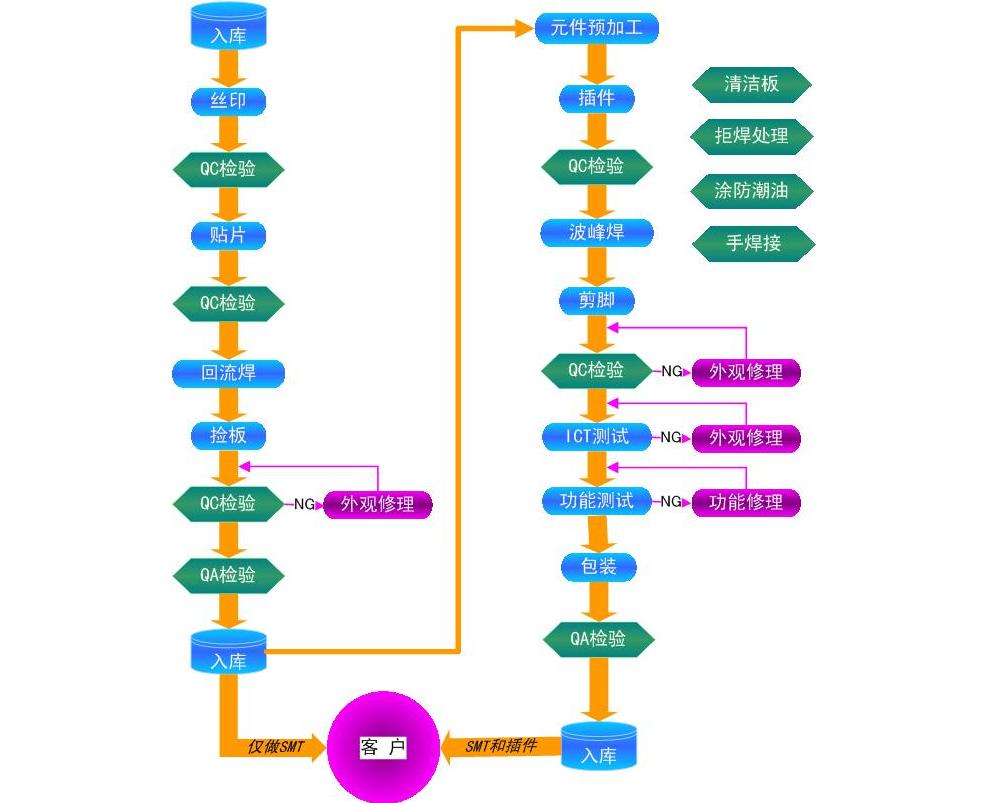 入库
丝印
QC检验
贴片
QC检验
回流焊
捡板
QC检验
NG
外观修理
QA检验
入库
仅做SMT
客 户
元件预加工
插件
QC检验
波峰焊
剪脚
QC检验
NG
外观修理
ICT测试
NG
外观修理
功能测试
NG
功能修理
包装
QA检验
入库
SMT和插件
清洁板
拒焊处理
涂防潮油
手焊接